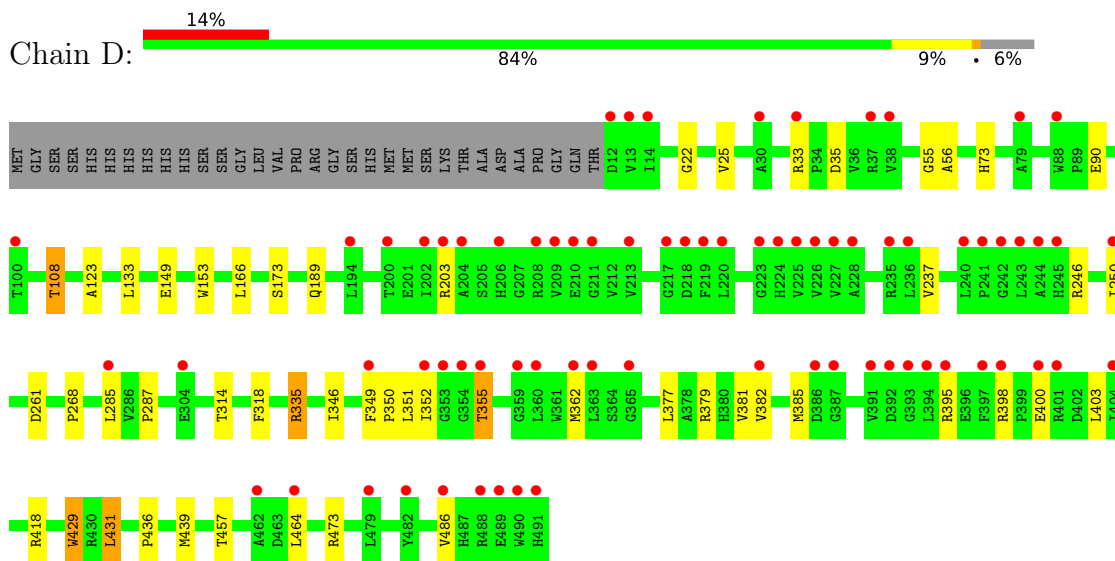 14%
Chain D:
84% 9% • 6%
MET GLY SER SER HIS HIS HIS HIS HIS HIS HIS HIS SER SER GLY LEU VAL PRO ARG GLY SER HIS MET MET SER LYS THR ALA ASP ALA PRO GLY GLN THR D12 V13 I14 G22 V25 A30 R33 P34 D35 V36 R37 V38 G55 A56 H73 A79 W88 P89 E90
T100 T108 A123 L133 E149 W153 L166 S173 Q189 L194 T200 E201 I202 R203 A204 S205 H206 G207 R208 V209 E210 G211 V212 V213 G217 D218 F219 L220 G223 H224 V225 V226 V227 A228 R235 L236 V237 L240 P241 G242 L243 A244 H245 R246
D261 P268 L285 V286 P287 E304 T314 F318 R335 I346 F349 P350 L351 I352 G353 G354 T355 G359 L360 W361 M362 L363 S364 G365 L377 A378 R379 H380 V381 V382 M385 D386 G387 V391 D392 G393 L394 R395 E396 F397 R398 P399 E400 R401 D402 L403
R418 W429 R430 L431 P436 M439 T457 A462 D463 L464 R473 L479 Y482 V486 H487 R488 E489 W490 H491